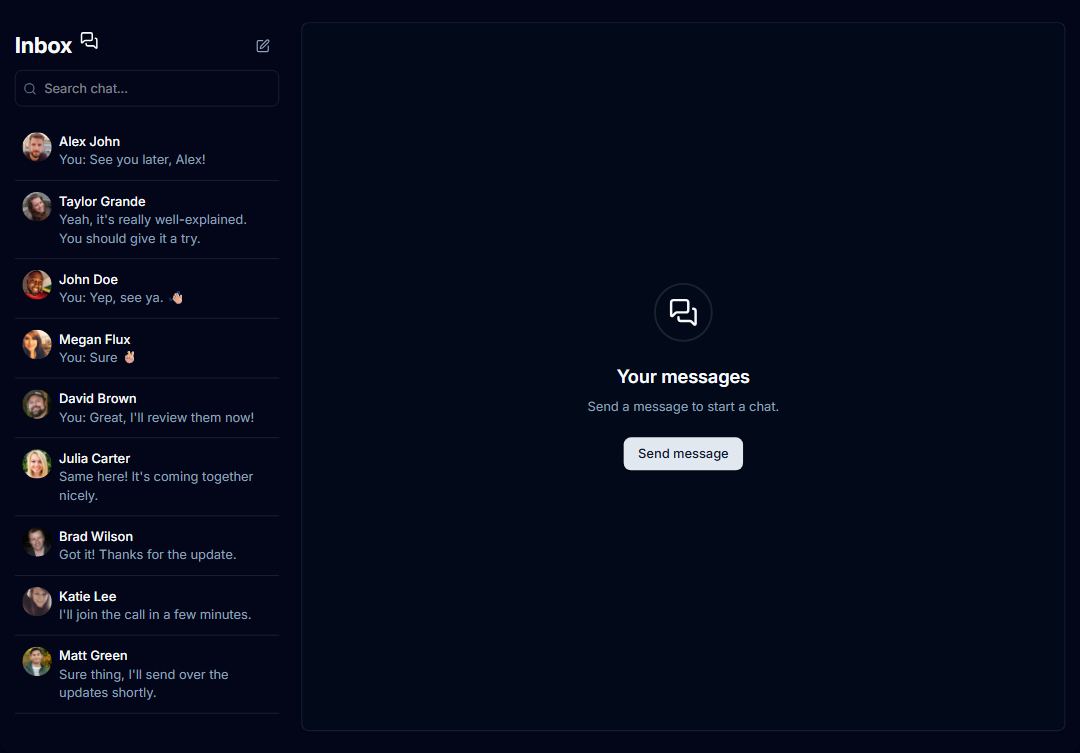 Inbox
Search chat...
Alex John
You: See you later, Alex!
Taylor Grande
Yeah, it's really well-explained.
You should give it a try.
John Doe
You: Yep, see ya. 👋🏻
Megan Flux
You: Sure ✌🏻
David Brown
You: Great, I'll review them now!
Julia Carter
Same here! It's coming together
nicely.
Brad Wilson
Got it! Thanks for the update.
Katie Lee
I'll join the call in a few minutes.
Matt Green
Sure thing, I'll send over the
updates shortly.
Your messages
Send a message to start a chat.
Send message